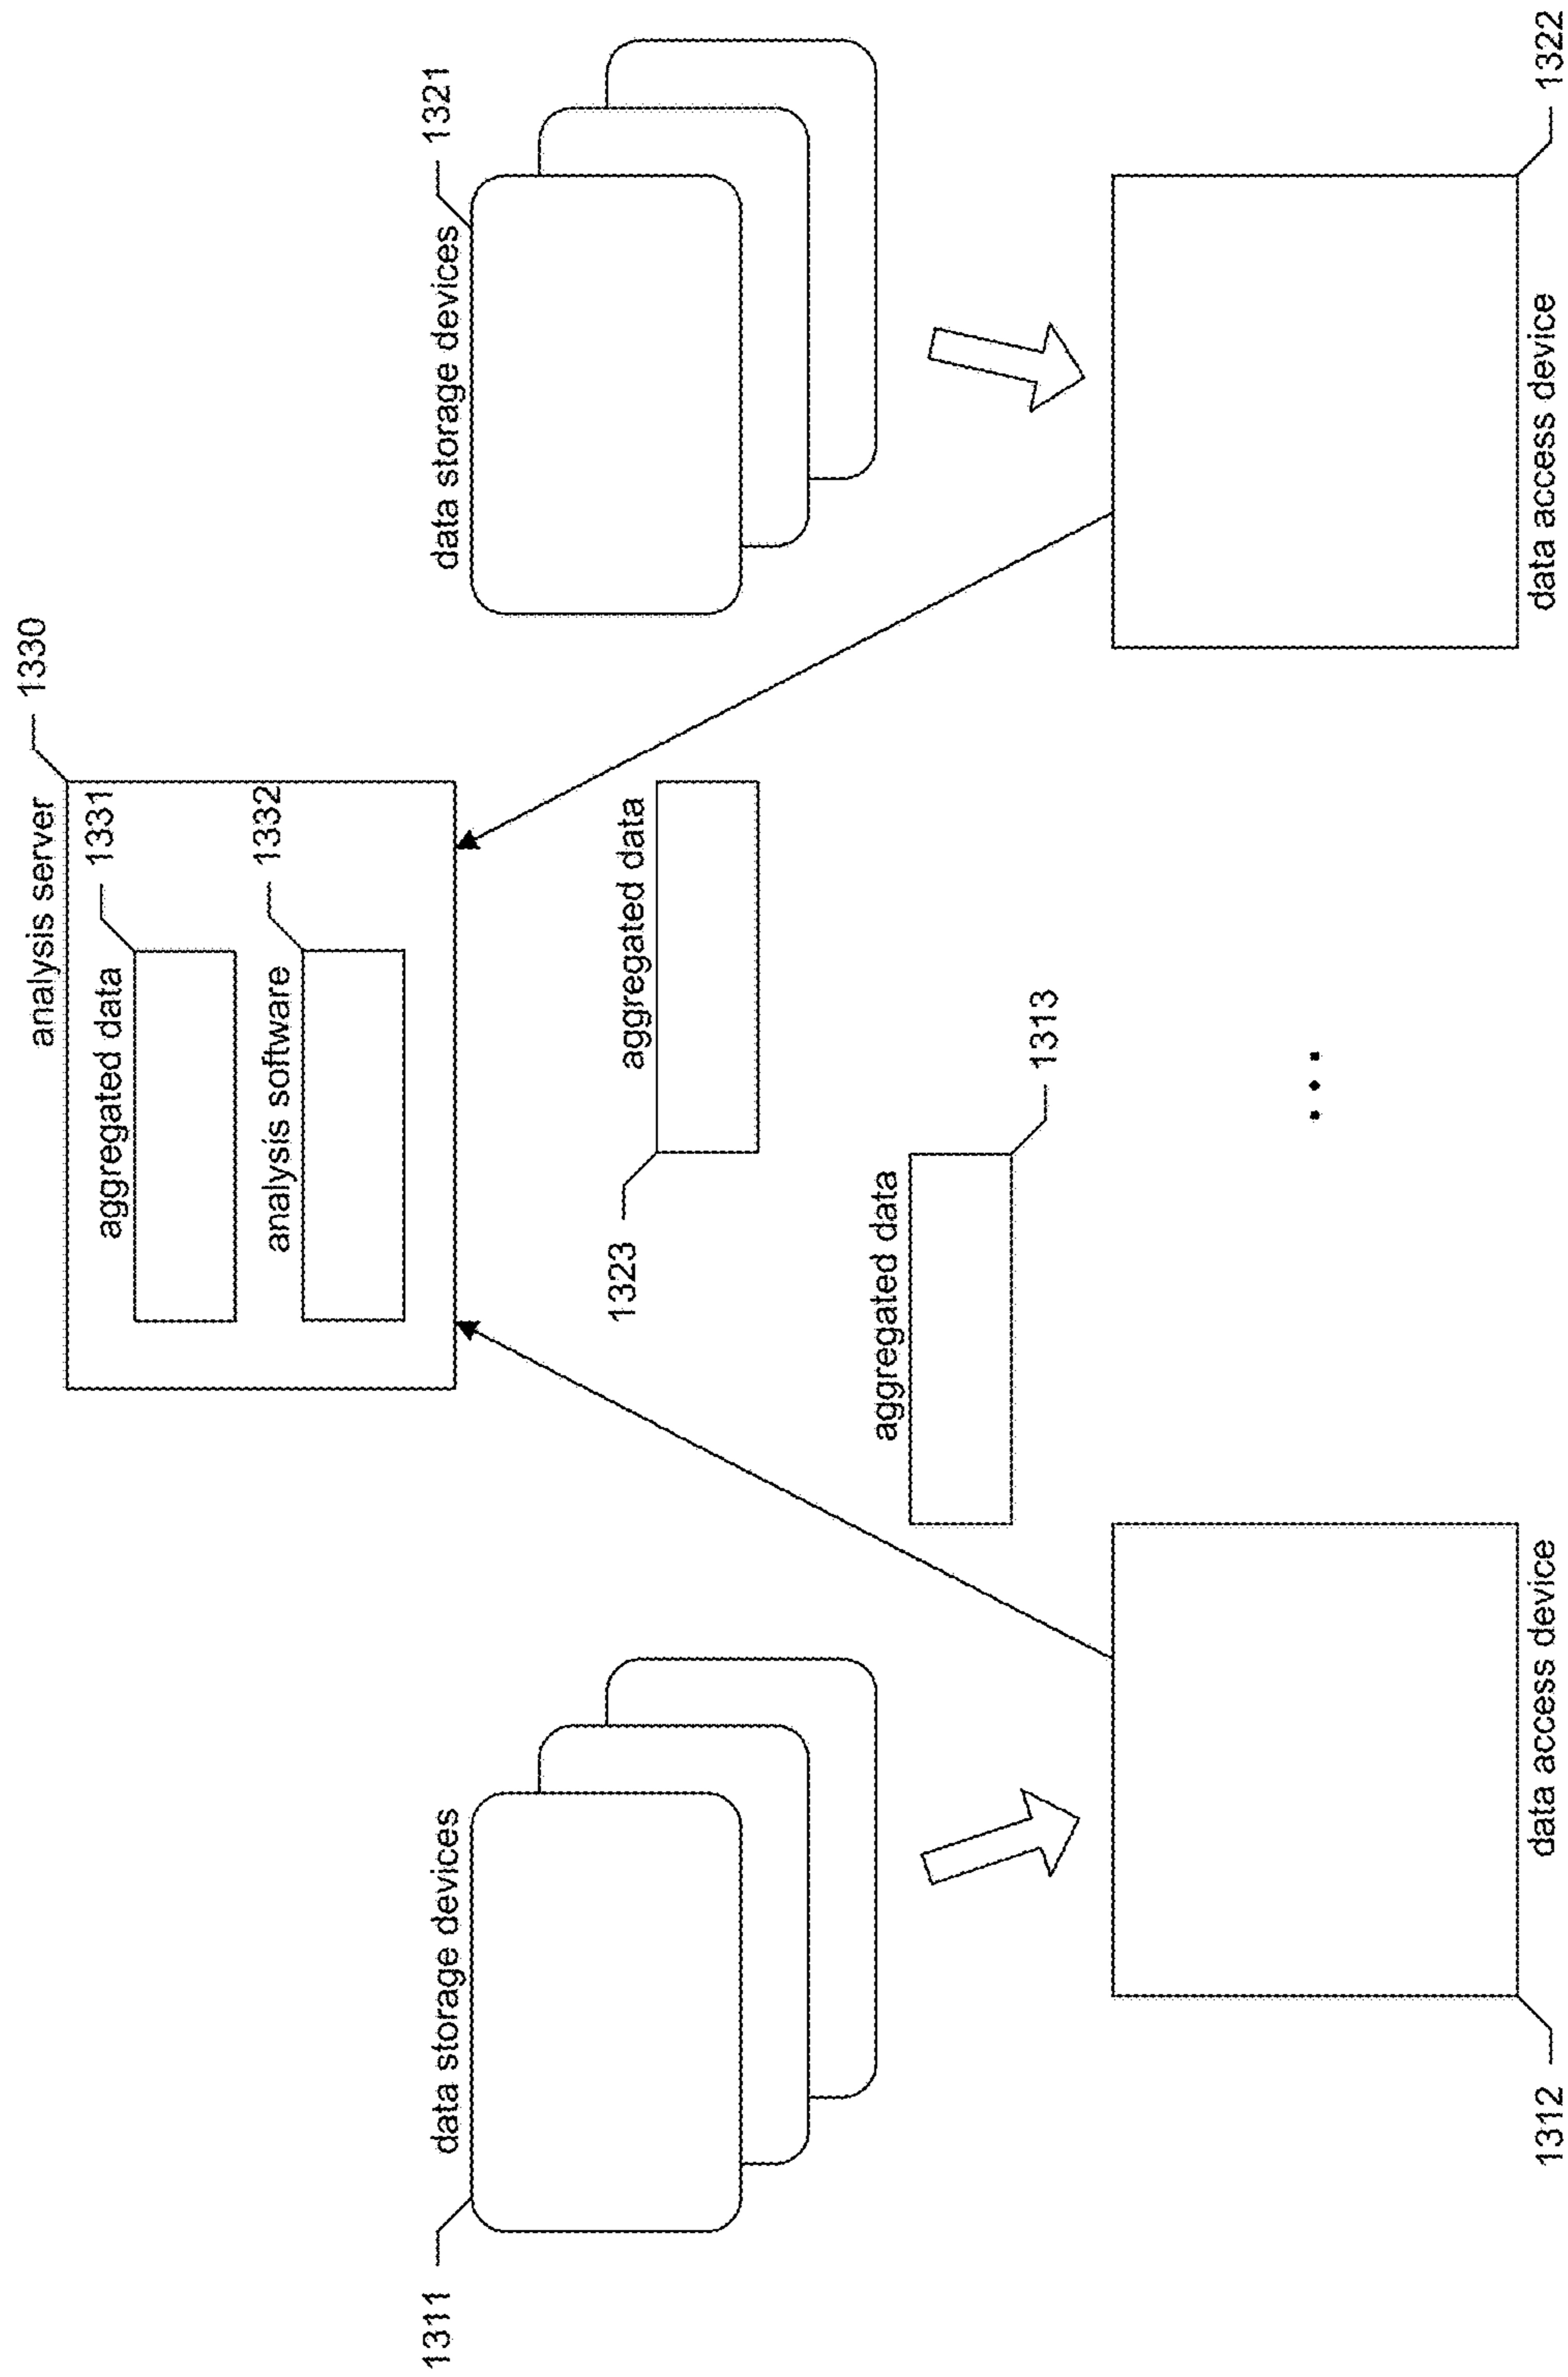 analysis server
1330
aggregated data
1331
analysis software
1332
1311
data storage devices
data storage devices
1321
1323
aggregated data
aggregated data
1313
1312
data access device
data access device
1322